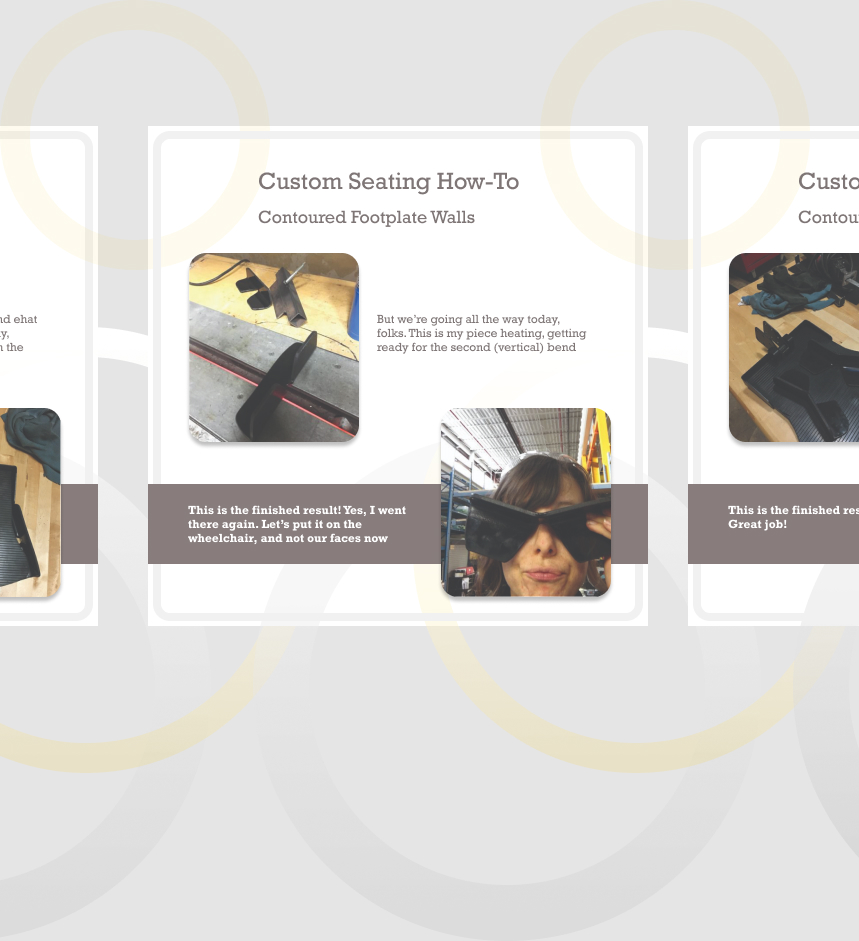 nd ehat
y,
n the
Custom Seating How-To
Contoured Footplate Walls
But we’re going all the way today,
folks. This is my piece heating, getting
ready for the second (vertical) bend
This is the finished result! Yes, I went
there again. Let’s put it on the
wheelchair, and not our faces now
Custo
Contou
This is the finished res
Great job!